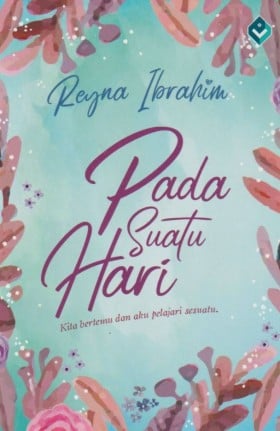 Reyna Ibrahim
Pada
Suatu
Hari
Kita bertemu dan aku pelajari sesuatu.